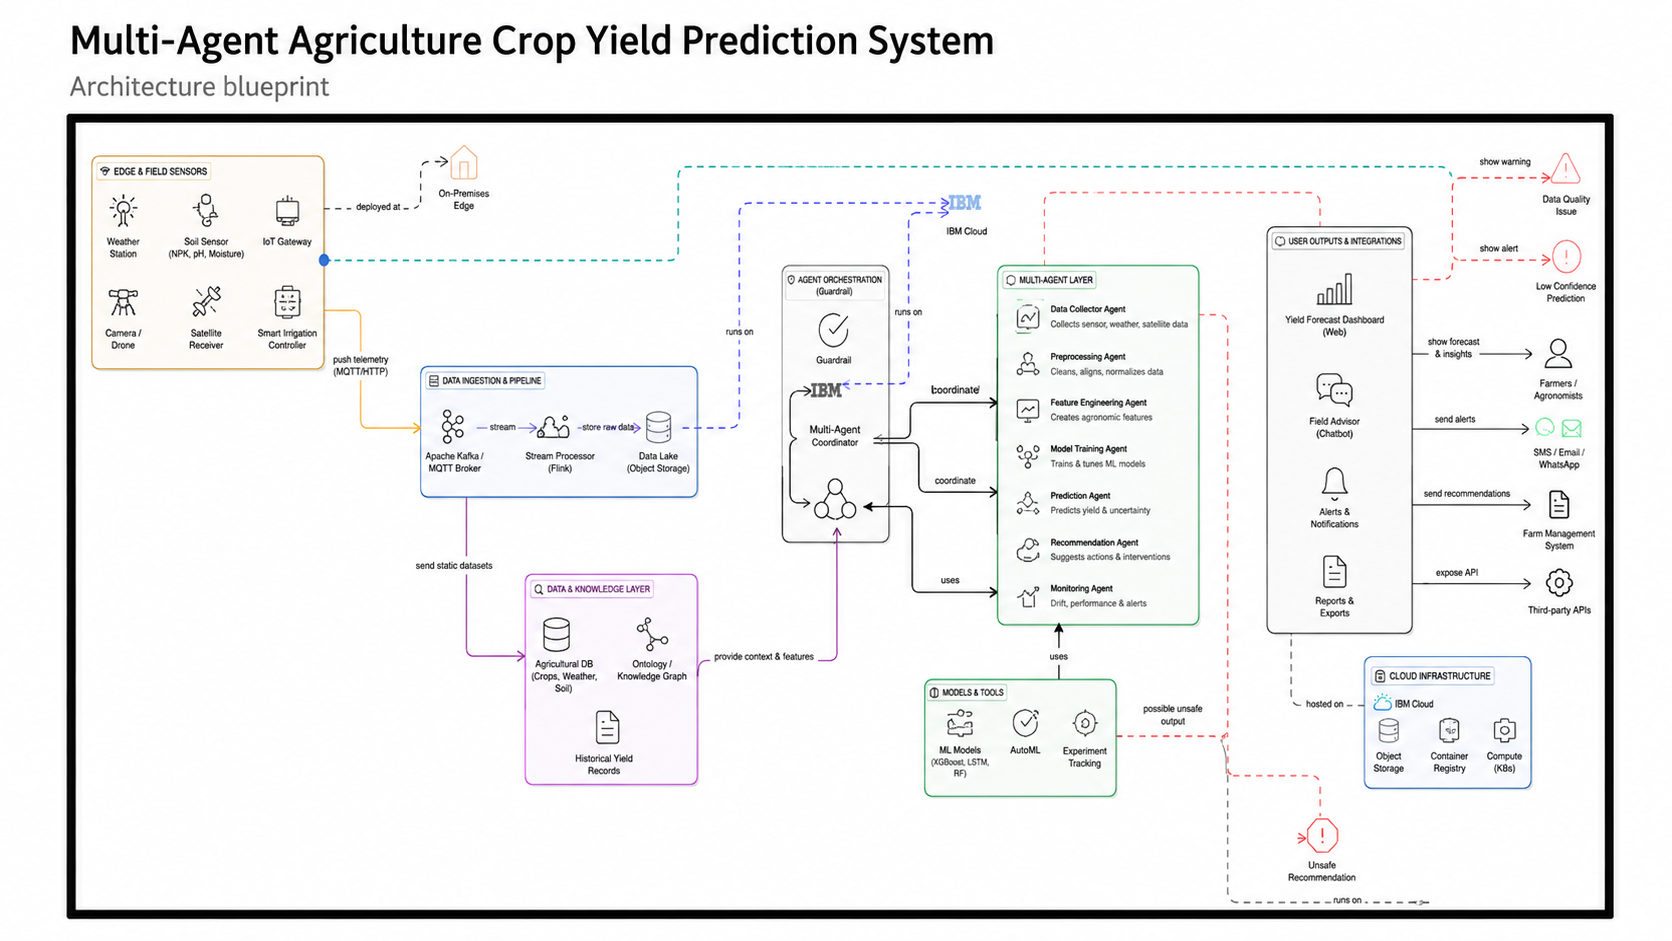 Multi-Agent Agriculture Crop Yield Prediction System
Architecture blueprint
EDGE & FIELD SENSORS
Weather
Station
Soil Sensor
(NPK, pH, Moisture)
IoT Gateway
Camera /
Drone
Satellite
Receiver
Smart Irrigation
Controller
deployed at
On-Premises
Edge
push telemetry
(MQTT/HTTP)
DATA INGESTION & PIPELINE
Apache Kafka /
MQTT Broker
stream
Stream Processor
(Flink)
store raw data
Data Lake
(Object Storage)
runs on
IBM
IBM Cloud
send static datasets
DATA & KNOWLEDGE LAYER
Agricultural DB
(Crops, Weather,
Soil)
Ontology /
Knowledge Graph
Historical Yield
Records
provide context & features
AGENT ORCHESTRATION
(Guardrail)
Guardrail
IBM
Multi-Agent
Coordinator
runs on
coordinate
coordinate
uses
MULTI-AGENT LAYER
Data Collector Agent
Collects sensor, weather, satellite data
Preprocessing Agent
Cleans, aligns, normalizes data
Feature Engineering Agent
Creates agronomic features
Model Training Agent
Trains & tunes ML models
Prediction Agent
Predicts yield & uncertainty
Recommendation Agent
Suggests actions & interventions
Monitoring Agent
Drift, performance & alerts
uses
MODELS & TOOLS
ML Models
(XGBoost, LSTM,
RF)
AutoML
Experiment
Tracking
possible unsafe
output
Unsafe
Recommendation
runs on
USER OUTPUTS & INTEGRATIONS
Yield Forecast Dashboard
(Web)
Field Advisor
(Chatbot)
Alerts &
Notifications
Reports &
Exports
show warning
Data Quality
Issue
show alert
Low Confidence
Prediction
show forecast
& insights
Farmers /
Agronomists
send alerts
SMS / Email /
WhatsApp
send recommendations
Farm Management
System
expose API
Third-party APIs
hosted on
CLOUD INFRASTRUCTURE
IBM Cloud
Object
Storage
Container
Registry
Compute
(K8s)